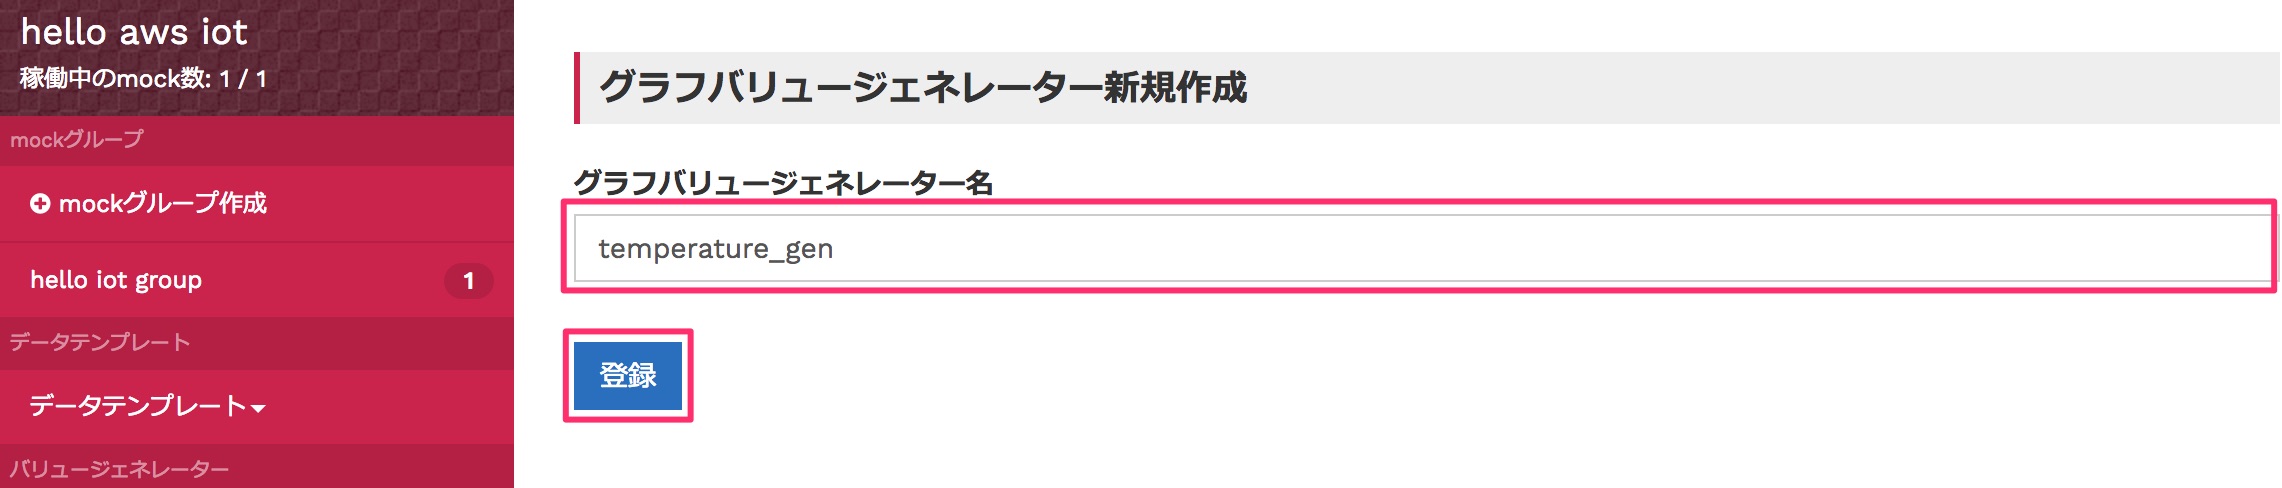 hello aws iot
稼働中のmock数: 1 / 1
mockグループ
mockグループ作成
hello iot group 1
データテンプレート
データテンプレート
バリュージェネレーター
グラフバリュージェネレーター新規作成
グラフバリュージェネレーター名
temperature_gen
登録